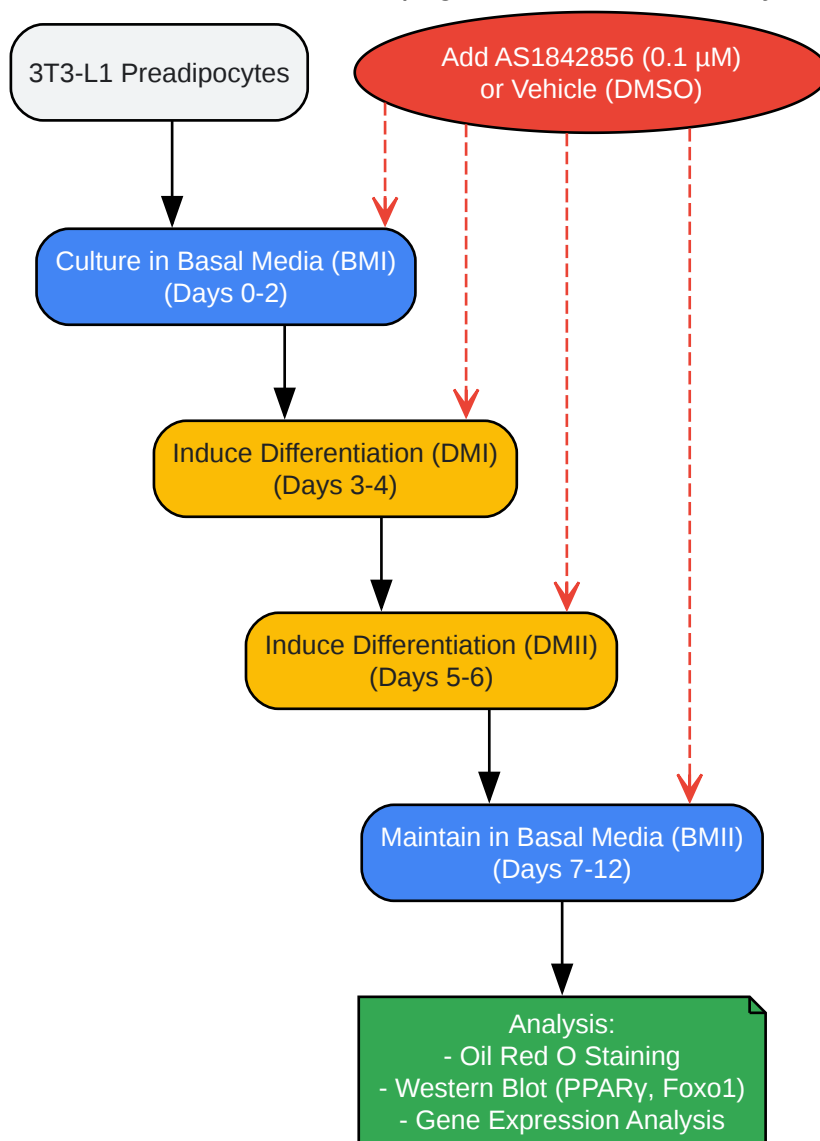 3T3-L1 Preadipocytes
Add AS1842856 (0.1 µM)
or Vehicle (DMSO)
Culture in Basal Media (BMI)
(Days 0-2)
Induce Differentiation (DMI)
(Days 3-4)
Induce Differentiation (DMII)
(Days 5-6)
Maintain in Basal Media (BMII)
(Days 7-12)
Analysis:
- Oil Red O Staining
- Western Blot (PPARγ, Foxo1)
- Gene Expression Analysis